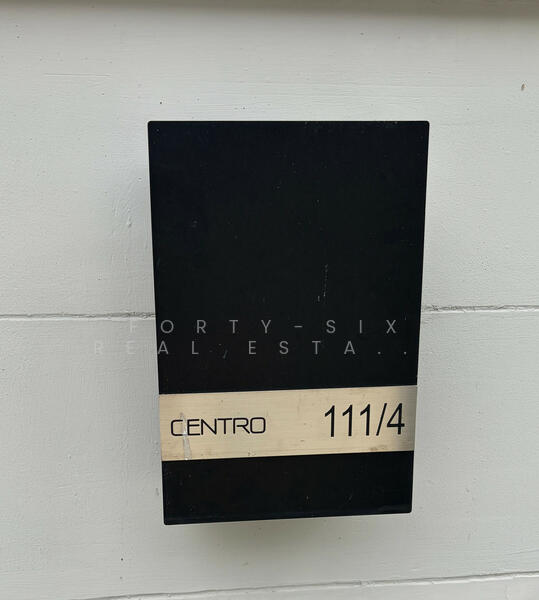 FORTY-SIX
REAL ESTA...
CENTRO 111/4